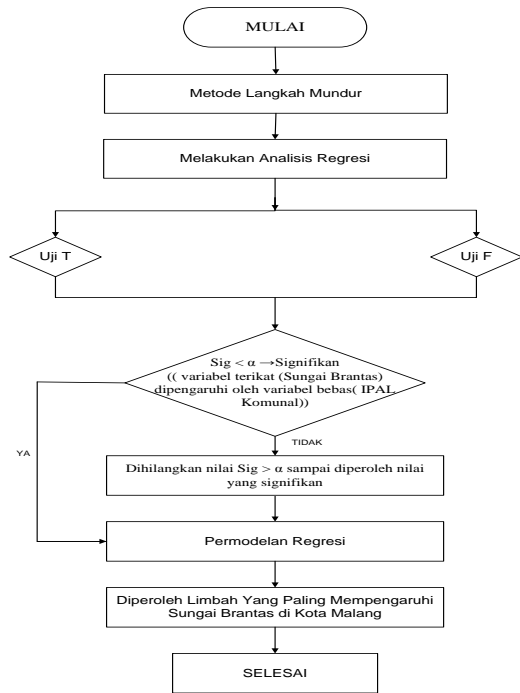 MULAI
Metode Langkah Mundur
Melakukan Analisis Regresi
Uji T
Uji F
Sig < α →Signifikan
(( variabel terikat (Sungai Brantas)
dipengaruhi oleh variabel bebas( IPAL
Komunal))
YA
TIDAK
Dihilangkan nilai Sig > α sampai diperoleh nilai
yang signifikan
Permodelan Regresi
Diperoleh Limbah Yang Paling Mempengaruhi
Sungai Brantas di Kota Malang
SELESAI